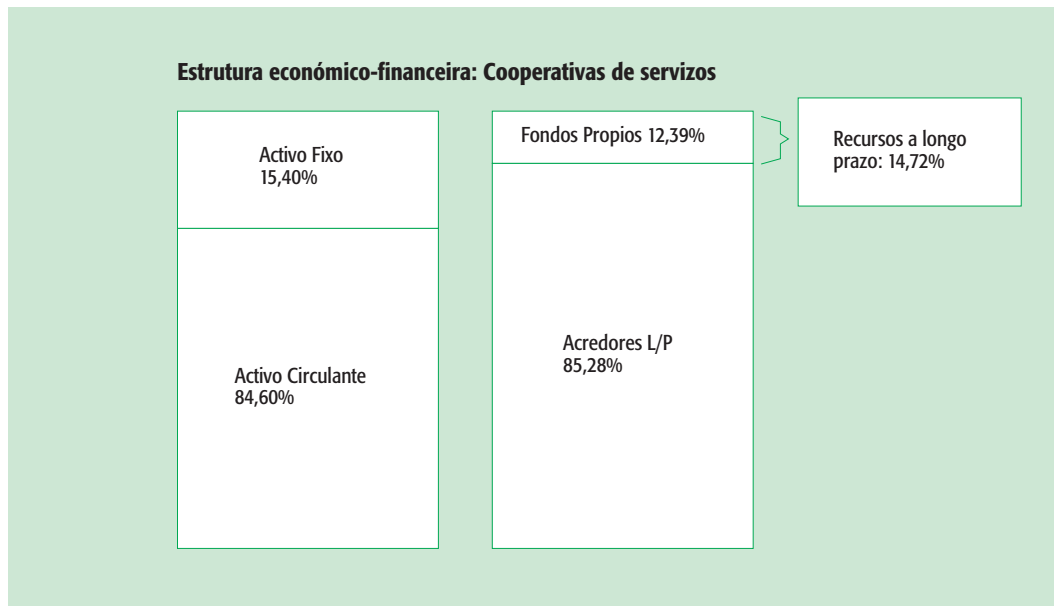 Estrutura económico-financeira: Cooperativas de servizos
Activo Fixo
15,40%
Activo Circulante
84,60%
Fondos Propios 12,39%
Acredores L/P
85,28%
Recursos a longo
prazo: 14,72%